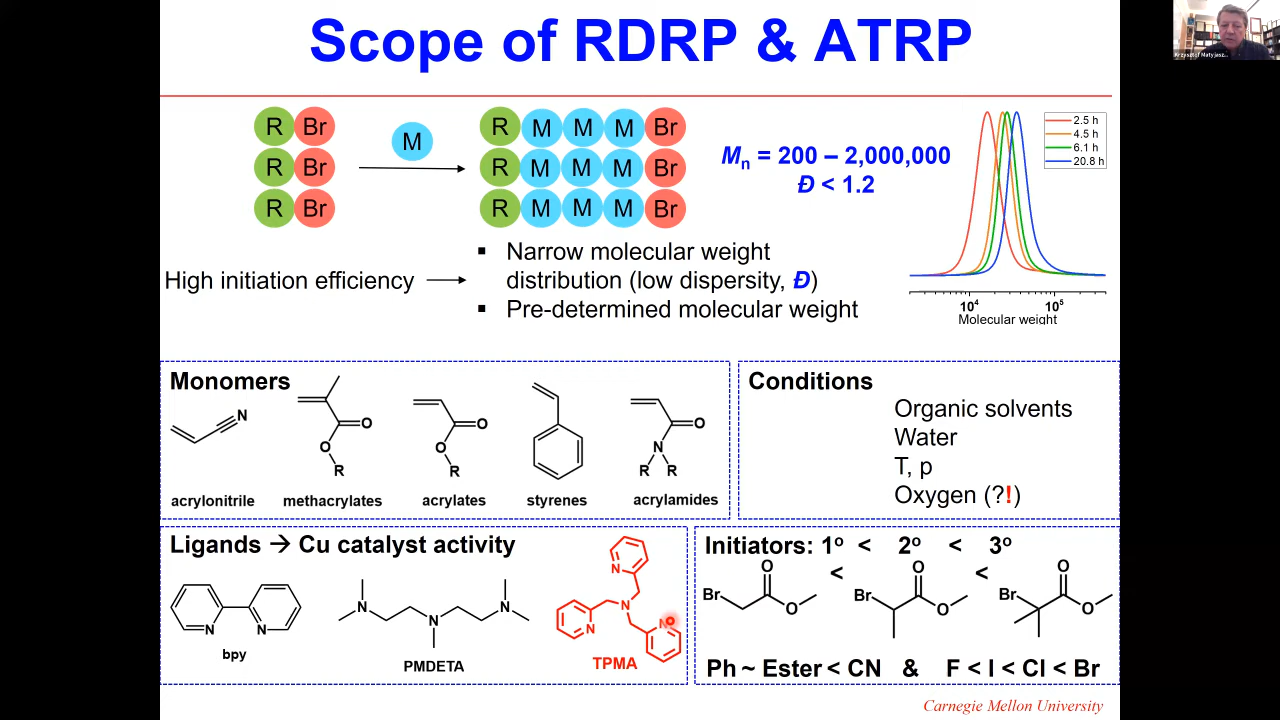 Scope of RDRP & ATRP
Krzysztof Matyjasz...
R Br
M
R M M M Br
R Br
R M M M Br
R Br
R M M M Br
Mn = 200 – 2,000,000
Đ < 1.2
2.5 h
4.5 h
6.1 h
20.8 h
10⁴ 10⁵
Molecular weight
High initiation efficiency
▪ Narrow molecular weight
distribution (low dispersity, Đ)
▪ Pre-determined molecular weight
Monomers
N
O
O
R
O
O
R
O
N
R R
acrylonitrile methacrylates acrylates styrenes acrylamides
Conditions
Organic solvents
Water
T, p
Oxygen (?!)
Ligands → Cu catalyst activity
N N
bpy
N N N
PMDETA
N
N
N
N
TPMA
Initiators: 1º < 2º < 3º
< <
Br O O
Br O O
Br O O
Ph ~ Ester < CN & F < I < Cl < Br
Carnegie Mellon University